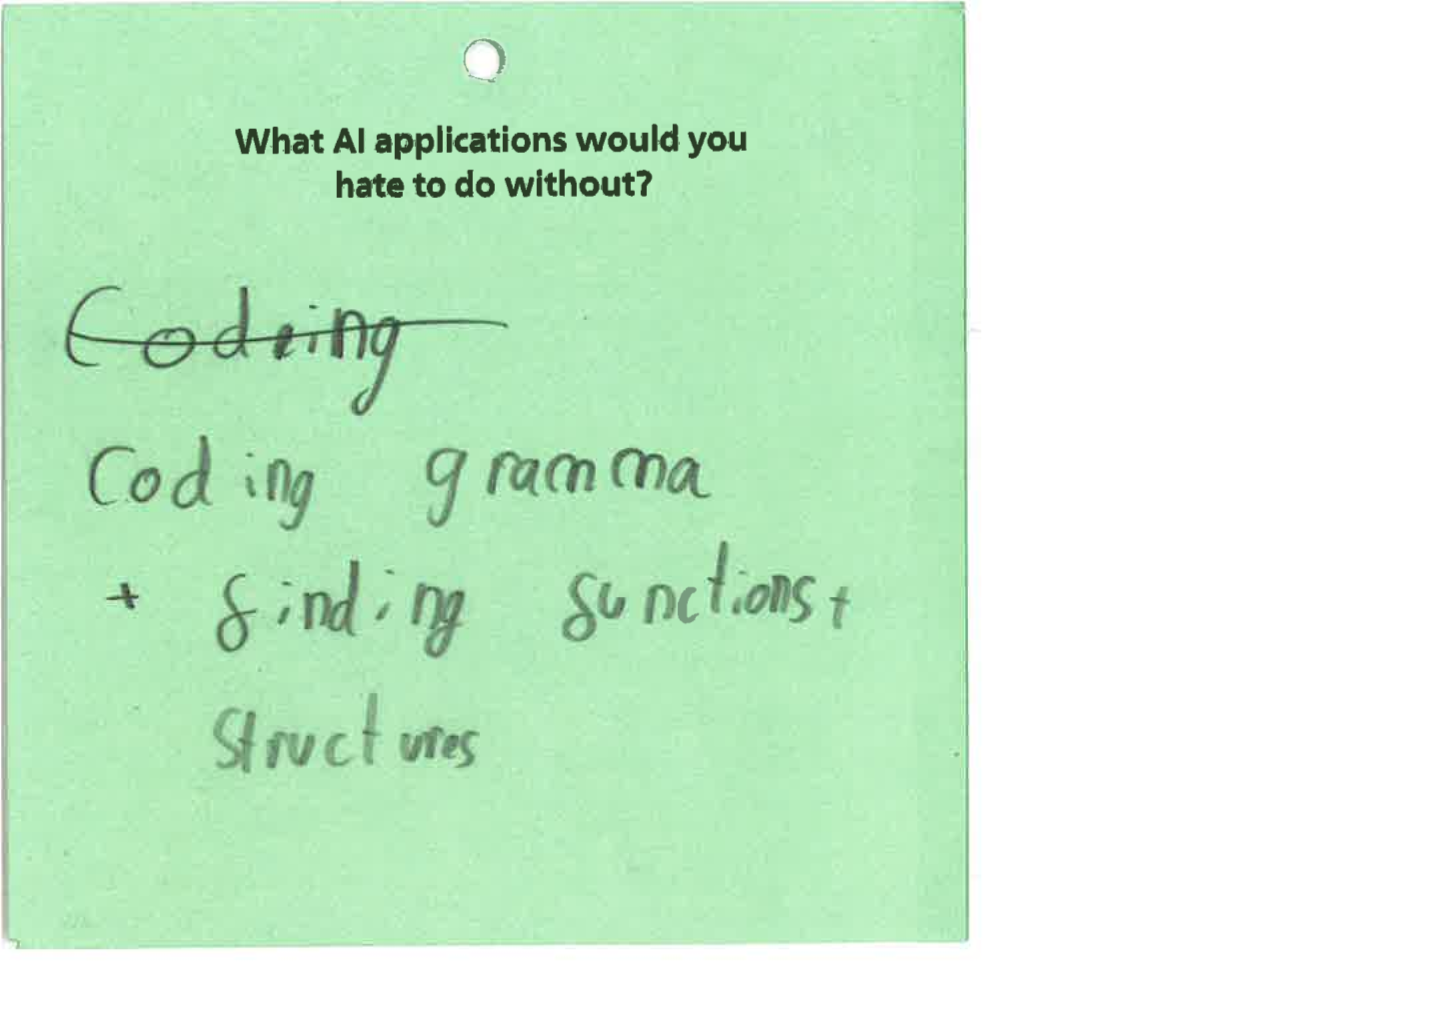 What AI applications would you
hate to do without?
Codeing
Coding gramma
+ finding functions +
structures